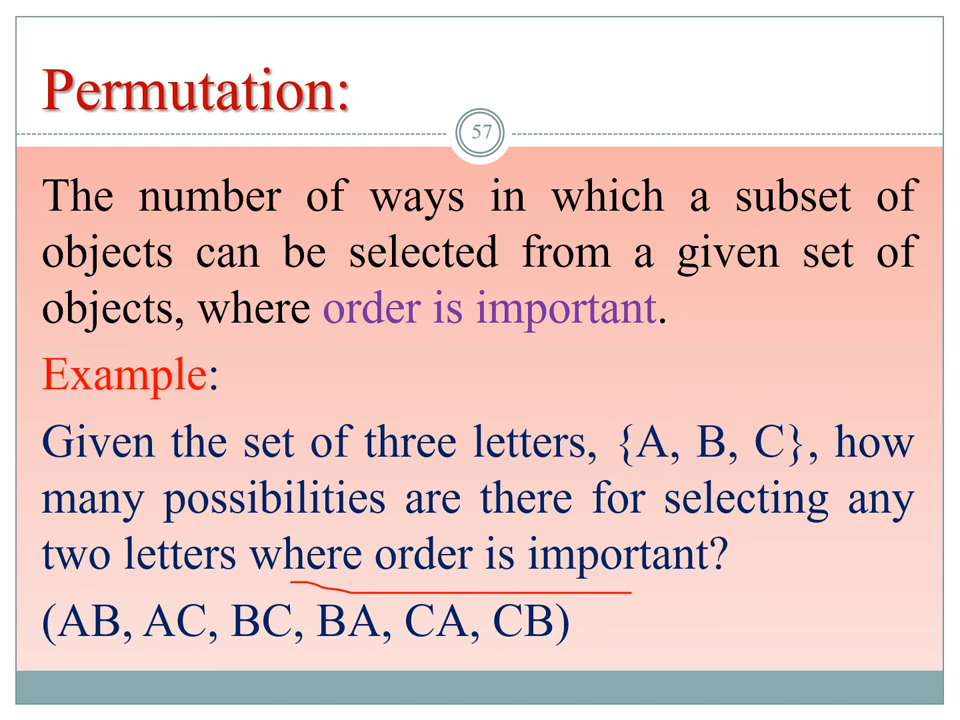 Permutation:
57
The number of ways in which a subset of
objects can be selected from a given set of
objects, where order is important.
Example:
Given the set of three letters, {A, B, C}, how
many possibilities are there for selecting any
two letters where order is important?
(AB, AC, BC, BA, CA, CB)